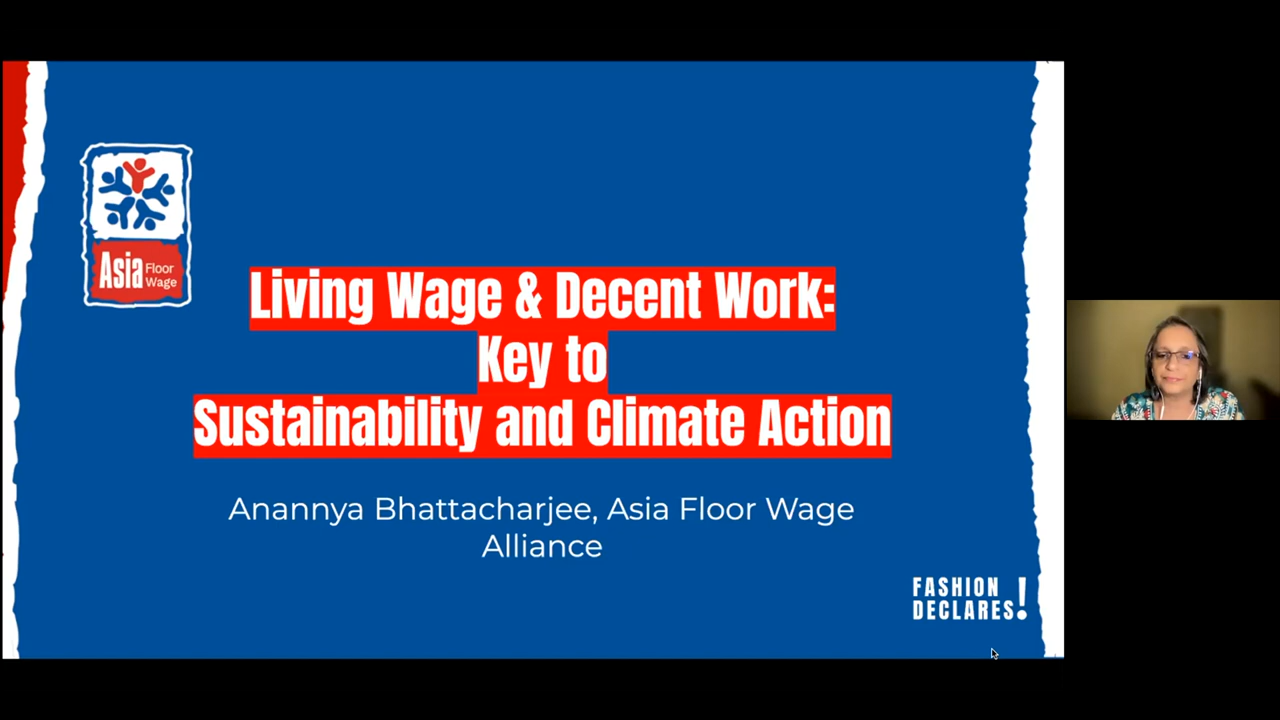 Asia Floor
Wage
Living Wage & Decent Work:
Key to
Sustainability and Climate Action
Anannya Bhattacharjee, Asia Floor Wage
Alliance
FASHION
DECLARES!